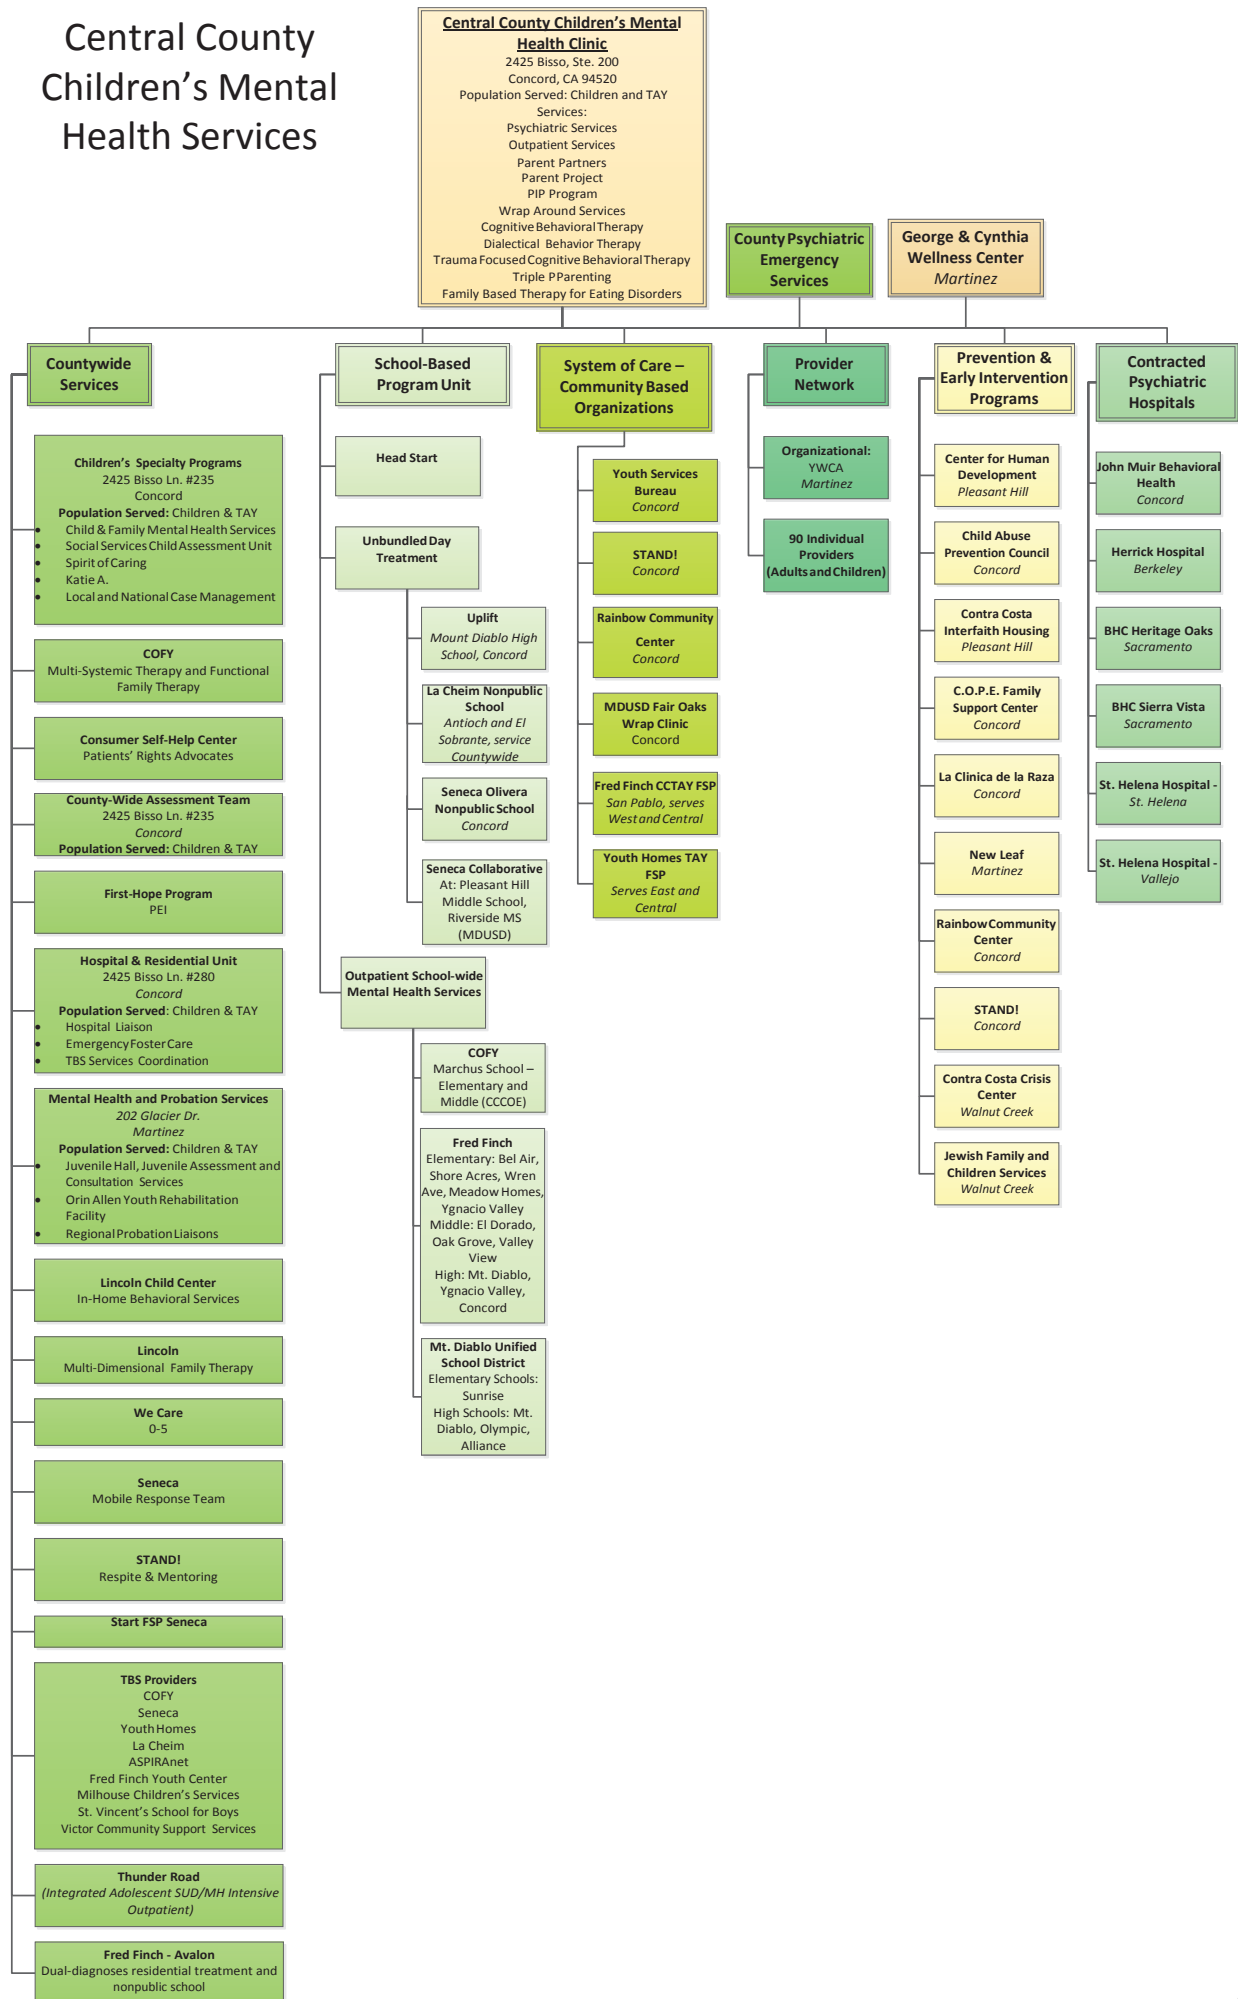 Central County
Children’s Mental
Health Services
Central County Children’s Mental
Health Clinic
2425 Bisso, Ste. 200
Concord, CA 94520
Population Served: Children and TAY
Services:
Psychiatric Services
Outpatient Services
Parent Partners
Parent Project
PIP Program
Wrap Around Services
Cognitive Behavioral Therapy
Dialectical Behavior Therapy
Trauma Focused Cognitive Behavioral Therapy
Triple P Parenting
Family Based Therapy for Eating Disorders
County Psychiatric
Emergency
Services
George & Cynthia
Wellness Center
Martinez
Countywide
Services
Children’s Specialty Programs
2425 Bisso Ln. #235
Concord
Population Served: Children & TAY
• Child & Family Mental Health Services
• Social Services Child Assessment Unit
• Spirit of Caring
• Katie A.
• Local and National Case Management
COFY
Multi-Systemic Therapy and Functional
Family Therapy
Consumer Self-Help Center
Patients’ Rights Advocates
County-Wide Assessment Team
2425 Bisso Ln. #235
Concord
Population Served: Children & TAY
First-Hope Program
PEI
Hospital & Residential Unit
2425 Bisso Ln. #280
Concord
Population Served: Children & TAY
• Hospital Liaison
• Emergency Foster Care
• TBS Services Coordination
Mental Health and Probation Services
202 Glacier Dr.
Martinez
Population Served: Children & TAY
• Juvenile Hall, Juvenile Assessment and
Consultation Services
• Orin Allen Youth Rehabilitation
Facility
• Regional Probation Liaisons
Lincoln Child Center
In-Home Behavioral Services
Lincoln
Multi-Dimensional Family Therapy
We Care
0-5
Seneca
Mobile Response Team
STAND!
Respite & Mentoring
Start FSP Seneca
TBS Providers
COFY
Seneca
Youth Homes
La Cheim
ASPIRAnet
Fred Finch Youth Center
Milhouse Children’s Services
St. Vincent’s School for Boys
Victor Community Support Services
Thunder Road
(Integrated Adolescent SUD/MH Intensive
Outpatient)
Fred Finch - Avalon
Dual-diagnoses residential treatment and
nonpublic school
School-Based
Program Unit
Head Start
Unbundled Day
Treatment
Uplift
Mount Diablo High
School, Concord
La Cheim Nonpublic
School
Antioch and El
Sobrante, service
Countywide
Seneca Olivera
Nonpublic School
Concord
Seneca Collaborative
At: Pleasant Hill
Middle School,
Riverside MS
(MDUSD)
Outpatient School-wide
Mental Health Services
COFY
Marchus School –
Elementary and
Middle (CCCOE)
Fred Finch
Elementary: Bel Air,
Shore Acres, Wren
Ave, Meadow Homes,
Ygnacio Valley
Middle: El Dorado,
Oak Grove, Valley
View
High: Mt. Diablo,
Ygnacio Valley,
Concord
Mt. Diablo Unified
School District
Elementary Schools:
Sunrise
High Schools: Mt.
Diablo, Olympic,
Alliance
System of Care –
Community Based
Organizations
Youth Services
Bureau
Concord
STAND!
Concord
Rainbow Community
Center
Concord
MDUSD Fair Oaks
Wrap Clinic
Concord
Fred Finch CCTAY FSP
San Pablo, serves
West and Central
Youth Homes TAY
FSP
Serves East and
Central
Provider
Network
Organizational:
YWCA
Martinez
90 Individual
Providers
(Adults and Children)
Prevention &
Early Intervention
Programs
Center for Human
Development
Pleasant Hill
Child Abuse
Prevention Council
Concord
Contra Costa
Interfaith Housing
Pleasant Hill
C.O.P.E. Family
Support Center
Concord
La Clinica de la Raza
Concord
New Leaf
Martinez
Rainbow Community
Center
Concord
STAND!
Concord
Contra Costa Crisis
Center
Walnut Creek
Jewish Family and
Children Services
Walnut Creek
Contracted
Psychiatric
Hospitals
John Muir Behavioral
Health
Concord
Herrick Hospital
Berkeley
BHC Heritage Oaks
Sacramento
BHC Sierra Vista
Sacramento
St. Helena Hospital -
St. Helena
St. Helena Hospital -
Vallejo